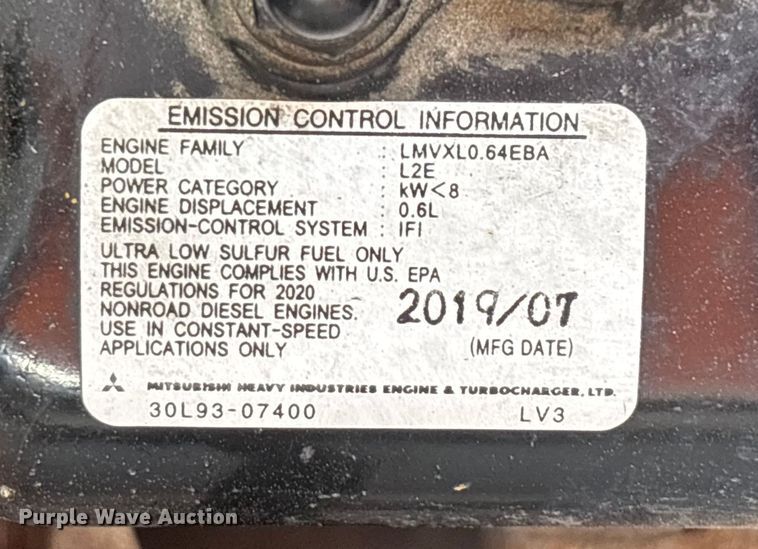 EMISSION CONTROL INFORMATION
ENGINE FAMILY : LMVXL0.64EBA
MODEL : L2E
POWER CATEGORY : kW<8
ENGINE DISPLACEMENT : 0.6L
EMISSION-CONTROL SYSTEM : IFI
ULTRA LOW SULFUR FUEL ONLY
THIS ENGINE COMPLIES WITH U.S. EPA
REGULATIONS FOR 2020
NONROAD DIESEL ENGINES.
USE IN CONSTANT-SPEED
APPLICATIONS ONLY
2019/07
(MFG DATE)
MITSUBISHI HEAVY INDUSTRIES ENGINE & TURBOCHARGER, LTD.
30L93-07400 LV3
Purple Wave Auction